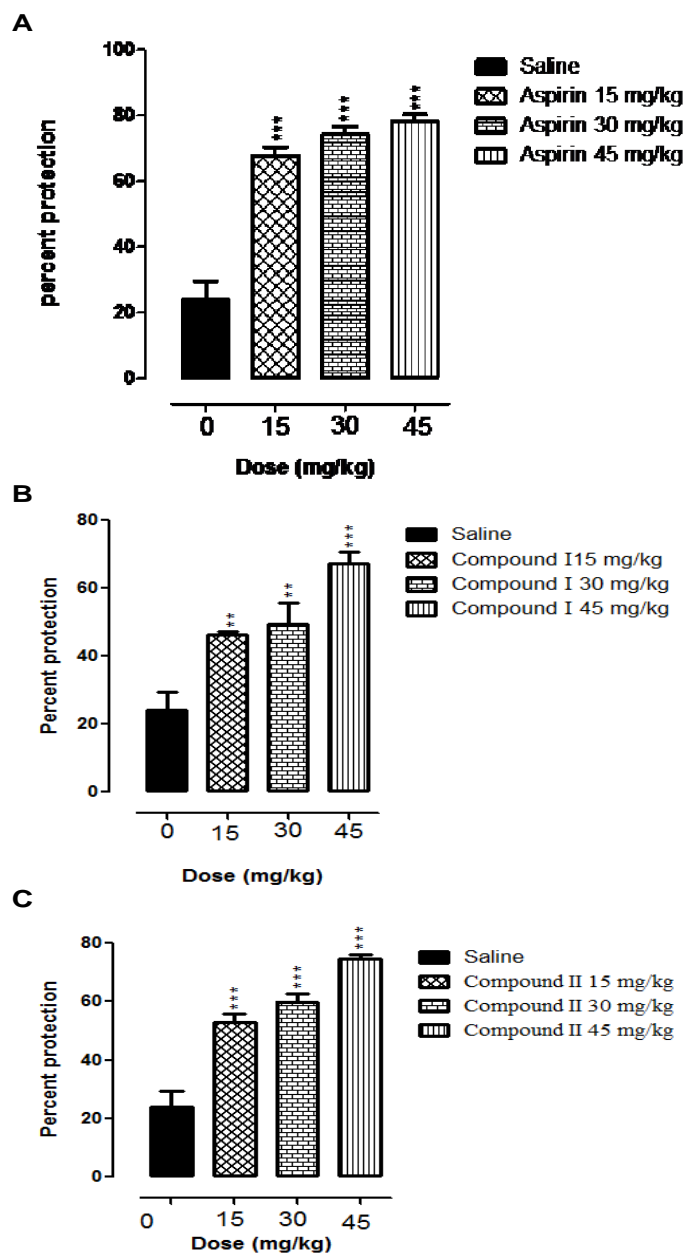 A
100
80
60
40
20
0
percent protection
***
***
***
Saline
Aspirin 15 mg/kg
Aspirin 30 mg/kg
Aspirin 45 mg/kg
0 15 30 45
Dose (mg/kg)
B
80
60
40
20
0
Percent protection
**
**
***
Saline
Compound I15 mg/kg
Compound I 30 mg/kg
Compound I 45 mg/kg
0 15 30 45
Dose (mg/kg)
C
80
60
40
20
0
Percent protection
***
***
***
Saline
Compound II 15 mg/kg
Compound II 30 mg/kg
Compound II 45 mg/kg
0 15 30 45
Dose (mg/kg)